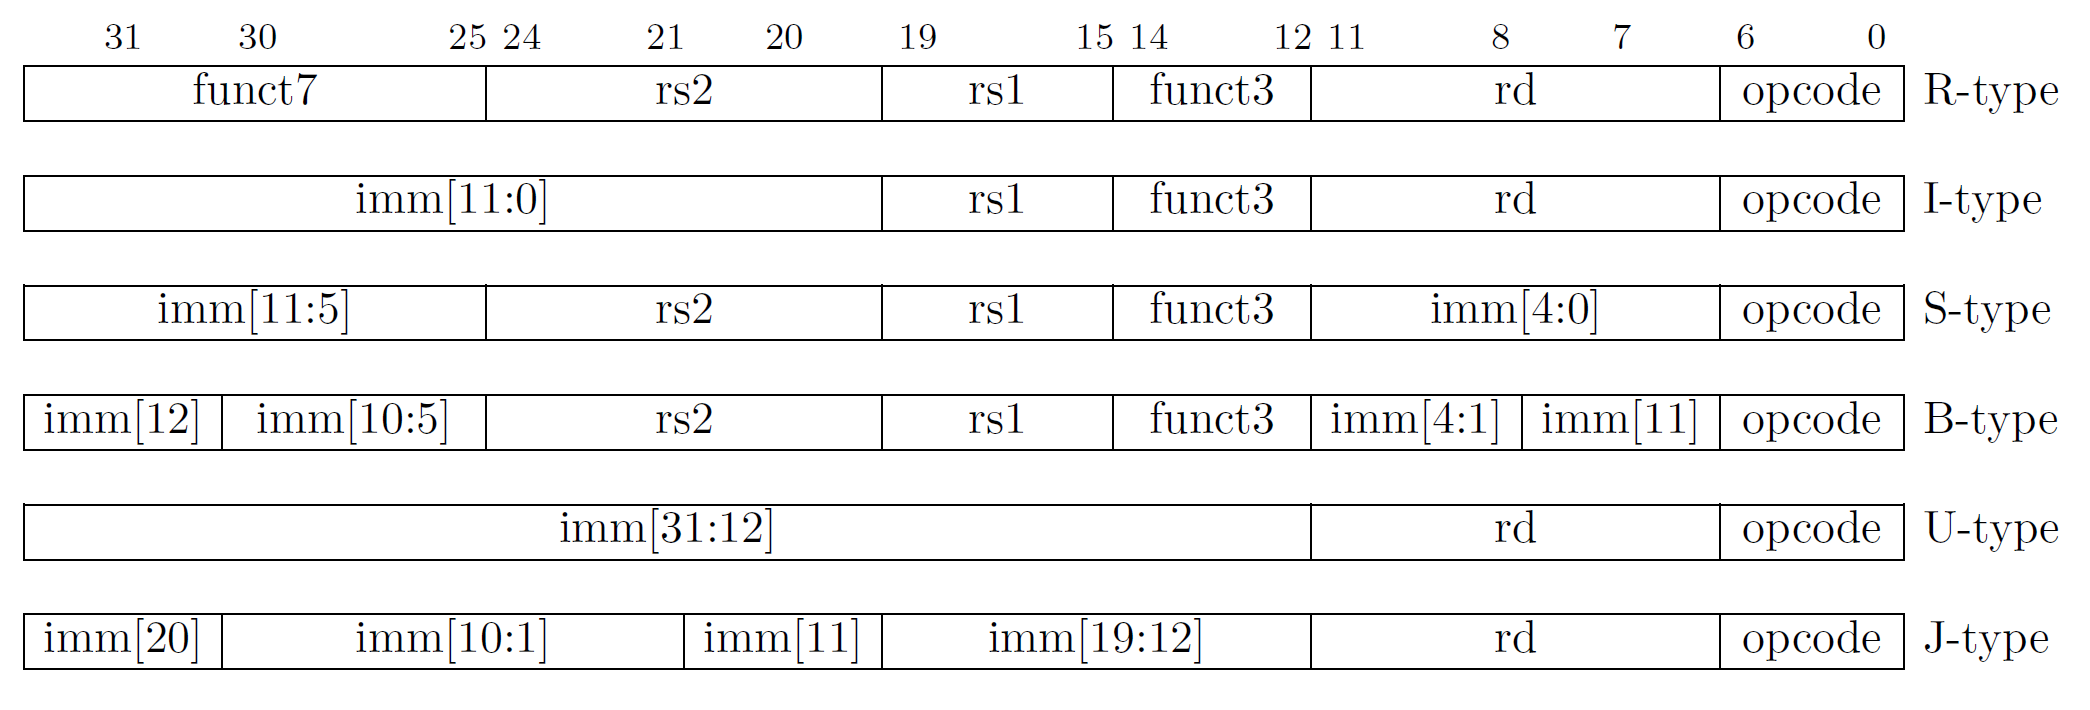 31 30 25 24 21 20 19 15 14 12 11 8 7 6 0
funct7 rs2 rs1 funct3 rd opcode R-type
imm[11:0] rs1 funct3 rd opcode I-type
imm[11:5] rs2 rs1 funct3 imm[4:0] opcode S-type
imm[12] imm[10:5] rs2 rs1 funct3 imm[4:1] imm[11] opcode B-type
imm[31:12] rd opcode U-type
imm[20] imm[10:1] imm[11] imm[19:12] rd opcode J-type